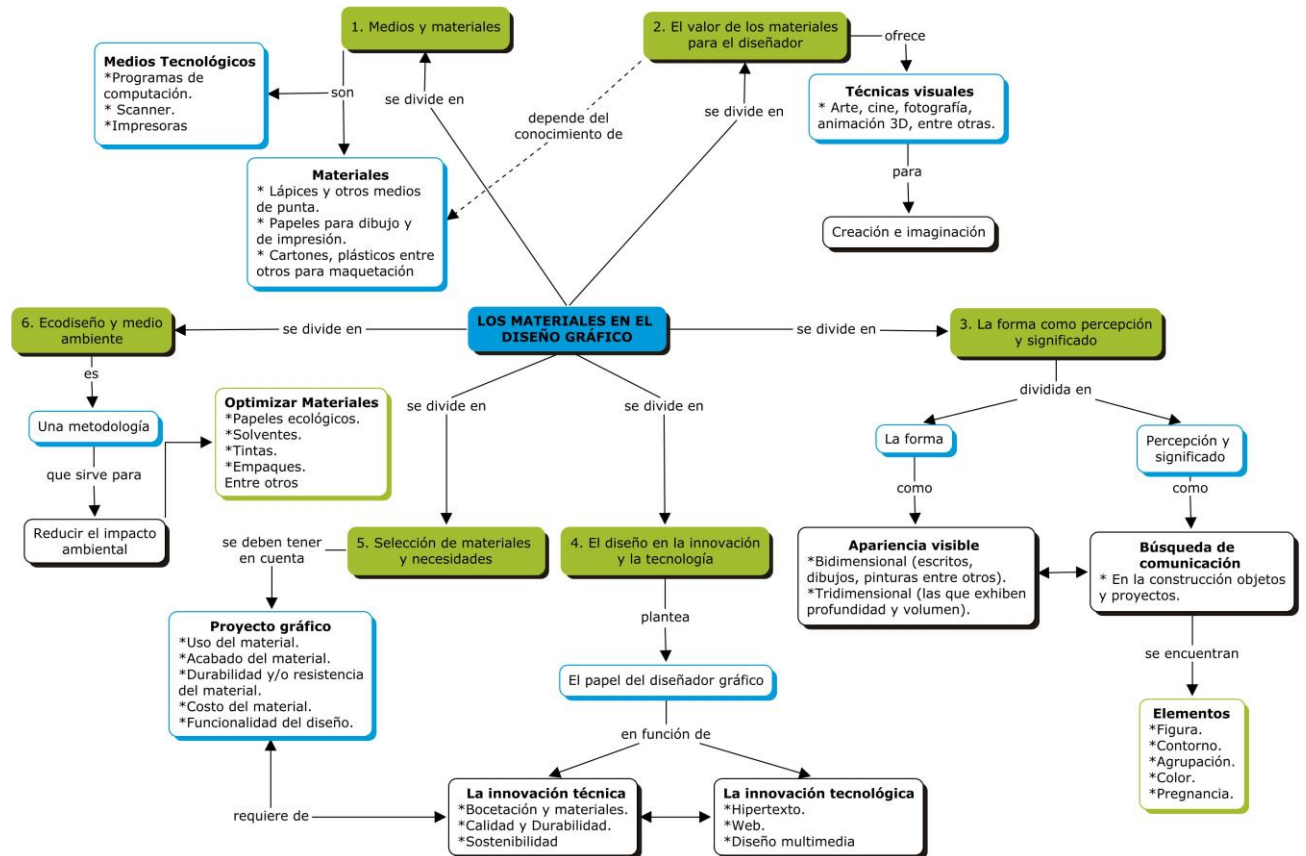 1. Medios y materiales
2. El valor de los materiales
para el diseñador
ofrece
Medios Tecnológicos
*Programas de
computación.
* Scanner.
*Impresoras
son
se divide en
se divide en
depende del
conocimiento de
Técnicas visuales
* Arte, cine, fotografía,
animación 3D, entre otras.
para
Creación e imaginación
Materiales
* Lápices y otros medios
de punta.
* Papeles para dibujo y
de impresión.
* Cartones, plásticos entre
otros para maquetación
6. Ecodiseño y medio
ambiente
se divide en
LOS MATERIALES EN EL
DISEÑO GRÁFICO
se divide en
3. La forma como percepción
y significado
es
Una metodología
que sirve para
Reducir el impacto
ambiental
Optimizar Materiales
*Papeles ecológicos.
*Solventes.
*Tintas.
*Empaques.
Entre otros
se divide en
se divide en
dividida en
La forma
Percepción y
significado
como
como
Apariencia visible
*Bidimensional (escritos,
dibujos, pinturas entre otros).
*Tridimensional (las que exhiben
profundidad y volumen).
Búsqueda de
comunicación
* En la construcción objetos
y proyectos.
se encuentran
Elementos
*Figura.
*Contorno.
*Agrupación.
*Color.
*Pregnancia.
se deben tener
en cuenta
5. Selección de materiales
y necesidades
4. El diseño en la innovación
y la tecnología
Proyecto gráfico
*Uso del material.
*Acabado del material.
*Durabilidad y/o resistencia
del material.
*Costo del material.
*Funcionalidad del diseño.
plantea
El papel del diseñador gráfico
en función de
requiere de
La innovación técnica
*Bocetación y materiales.
*Calidad y Durabilidad.
*Sostenibilidad
La innovación tecnológica
*Hipertexto.
*Web.
*Diseño multimedia